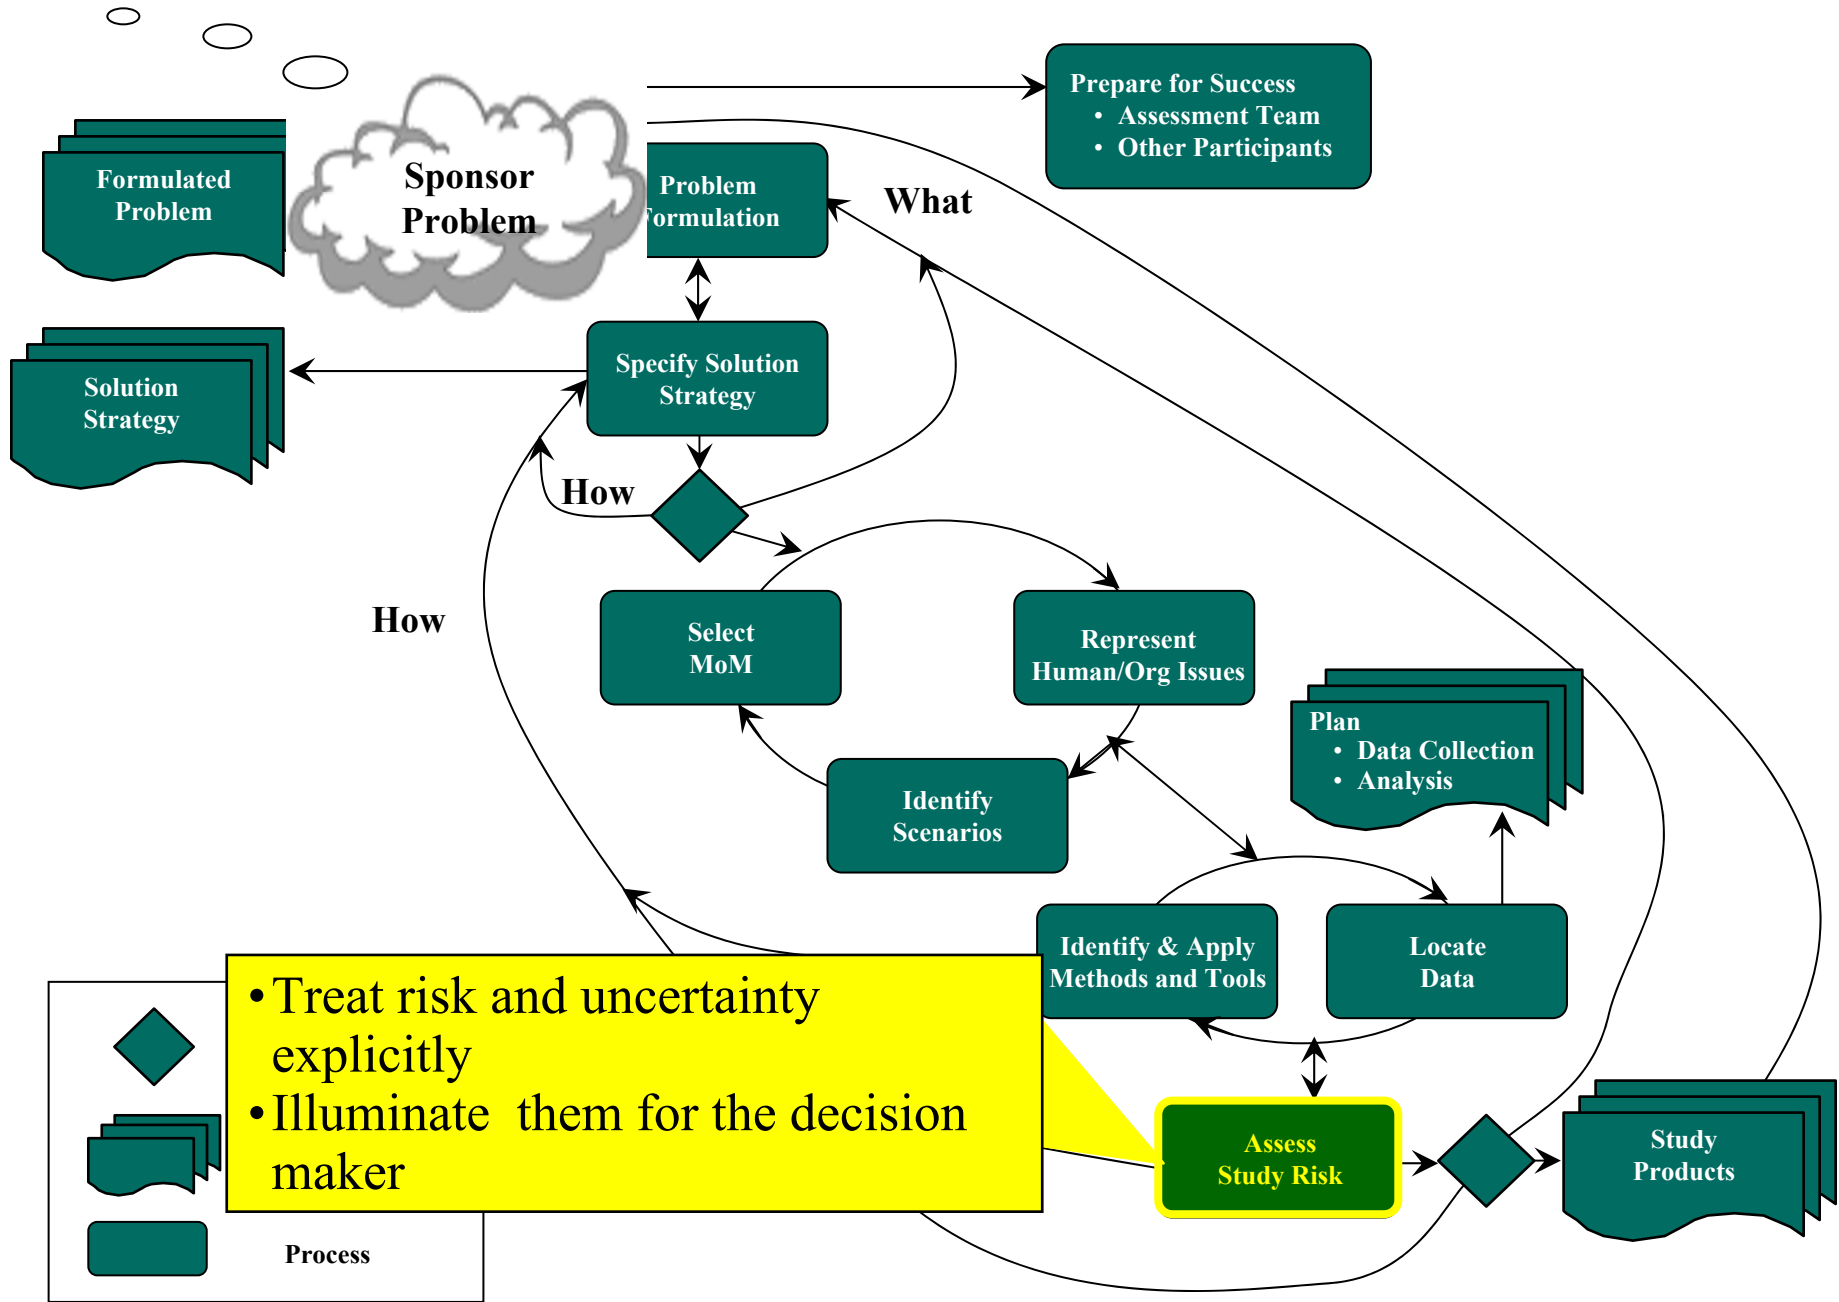 Prepare for Success
• Assessment Team
• Other Participants
Formulated
Problem
Sponsor
Problem
Problem
Formulation
What
Specify Solution
Strategy
Solution
Strategy
How
How
Select
MoM
Represent
Human/Org Issues
Plan
• Data Collection
• Analysis
Identify
Scenarios
Identify & Apply
Methods and Tools
Locate
Data
• Treat risk and uncertainty
explicitly
• Illuminate them for the decision
maker
Assess
Study Risk
Study
Products
Process